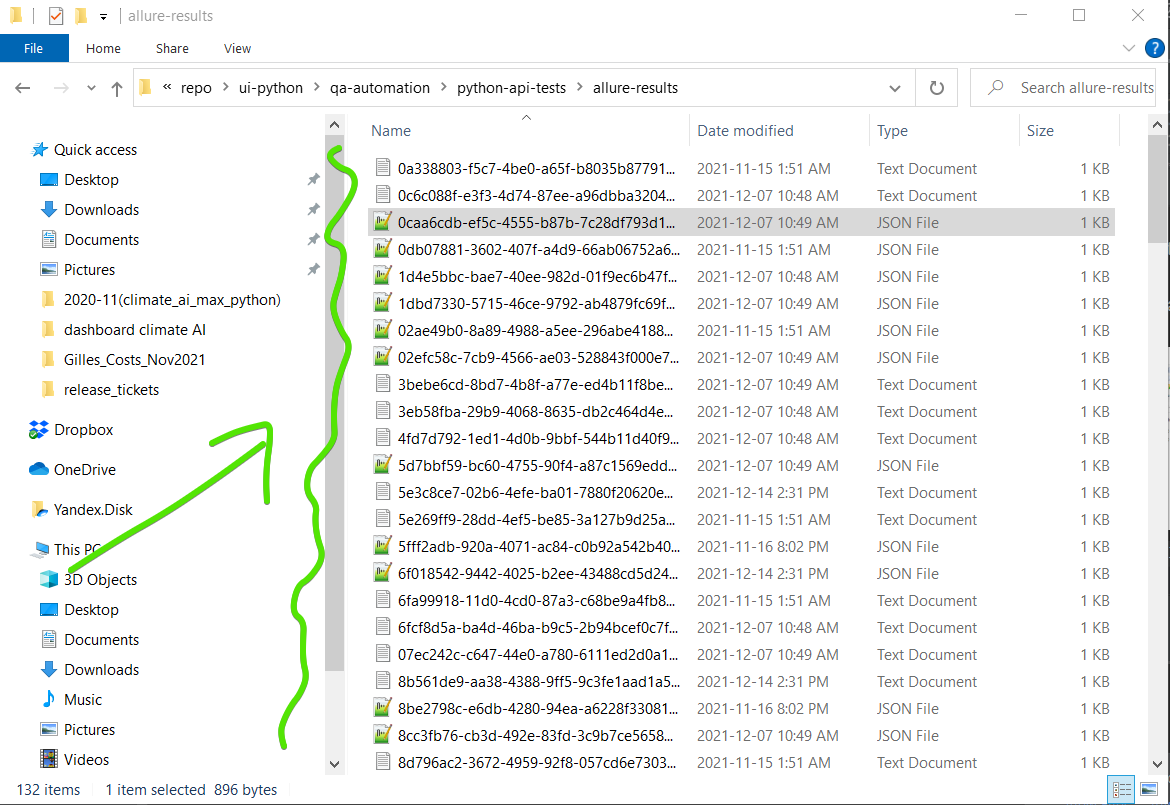 allure-results
File Home Share View
« repo > ui-python > qa-automation > python-api-tests > allure-results
Search allure-results
Quick access
Desktop
Downloads
Documents
Pictures
2020-11(climate_ai_max_python)
dashboard climate AI
Gilles_Costs_Nov2021
release_tickets
Dropbox
OneDrive
Yandex.Disk
This PC
3D Objects
Desktop
Documents
Downloads
Music
Pictures
Videos
Name Date modified Type Size
0a338803-f5c7-4be0-a65f-b8035b87791... 2021-11-15 1:51 AM Text Document 1 KB
0c6c088f-e3f3-4d74-87ee-a96dbba3204... 2021-12-07 10:48 AM Text Document 1 KB
0caa6cdb-ef5c-4555-b87b-7c28df793d1... 2021-12-07 10:49 AM JSON File 1 KB
0db07881-3602-407f-a4d9-66ab06752a6... 2021-11-15 1:51 AM JSON File 1 KB
1d4e5bbc-bae7-40ee-982d-01f9ec6b47f... 2021-12-07 10:48 AM JSON File 1 KB
1dbd7330-5715-46ce-9792-ab4879fc69f... 2021-12-07 10:49 AM JSON File 1 KB
02ae49b0-8a89-4988-a5ee-296abe4188... 2021-11-15 1:51 AM JSON File 1 KB
02efc58c-7cb9-4566-ae03-528843f000e7... 2021-12-07 10:49 AM JSON File 1 KB
3bebe6cd-8bd7-4b8f-a77e-ed4b11f8be... 2021-12-07 10:49 AM Text Document 1 KB
3eb58fba-29b9-4068-8635-db2c464d4e... 2021-12-07 10:48 AM Text Document 1 KB
4fd7d792-1ed1-4d0b-9bbf-544b11d40f9... 2021-12-07 10:48 AM Text Document 1 KB
5d7bbf59-bc60-4755-90f4-a87c1569edd... 2021-12-07 10:49 AM JSON File 1 KB
5e3c8ce7-02b6-4efe-ba01-7880f20620e... 2021-12-14 2:31 PM Text Document 1 KB
5e269ff9-28dd-4ef5-be85-3a127b9d25a... 2021-11-15 1:51 AM Text Document 1 KB
5fff2adb-920a-4071-ac84-c0b92a542b40... 2021-11-16 8:02 PM JSON File 1 KB
6f018542-9442-4025-b2ee-43488cd5d24... 2021-12-14 2:31 PM JSON File 1 KB
6fa99918-11d0-4cd0-87a3-c68be9a4fb8... 2021-11-15 1:51 AM Text Document 1 KB
6fcf8d5a-ba4d-46ba-b9c5-2b94bcef0c7f... 2021-12-07 10:48 AM Text Document 1 KB
07ec242c-c647-44e0-a780-6111ed2d0a1... 2021-12-07 10:49 AM Text Document 1 KB
8b561de9-aa38-4388-9ff5-9c3fe1aad1a5... 2021-12-14 2:31 PM Text Document 1 KB
8be2798c-e6db-4280-94ea-a6228f33081... 2021-11-16 8:02 PM JSON File 1 KB
8cc3fb76-cb3d-492e-83fd-3c9b7ce5658... 2021-12-07 10:49 AM JSON File 1 KB
8d796ac2-3672-4959-92f8-057cd6e7303... 2021-11-15 1:51 AM Text Document 1 KB
132 items 1 item selected 896 bytes